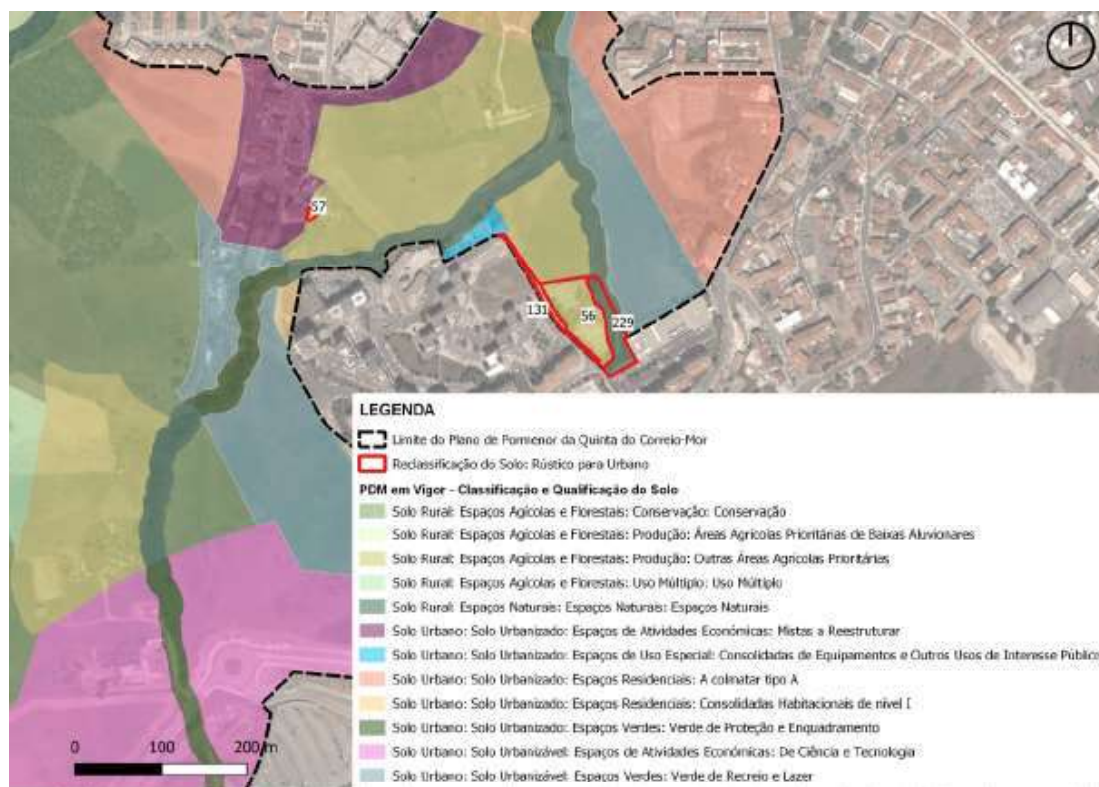 57
131
56
229
LEGENDA
Limite do Plano de Pormenor da Quinta do Correio-Mor
Reclassificação do Solo: Rústico para Urbano
PDM em Vigor - Classificação e Qualificação do Solo
Solo Rural: Espaços Agícolas e Florestais: Conservação: Conservação
Solo Rural: Espaços Agícolas e Florestais: Produção: Áreas Agrícolas Prioritárias de Baixas Aluvionares
Solo Rural: Espaços Agícolas e Florestais: Produção: Outras Áreas Agrícolas Prioritárias
Solo Rural: Espaços Agícolas e Florestais: Uso Múltiplo: Uso Múltiplo
Solo Rural: Espaços Naturais: Espaços Naturais: Espaços Naturais
Solo Urbano: Solo Urbanizado: Espaços de Atividades Económicas: Mistas a Reestruturar
Solo Urbano: Solo Urbanizado: Espaços de Uso Especial: Consolidadas de Equipamentos e Outros Usos de Interesse Público
Solo Urbano: Solo Urbanizado: Espaços Residenciais: A colmatar tipo A
Solo Urbano: Solo Urbanizado: Espaços Residenciais: Consolidadas Habitacionais de nível I
Solo Urbano: Solo Urbanizado: Espaços Verdes: Verde de Proteção e Enquadramento
Solo Urbano: Solo Urbanizável: Espaços de Atividades Económicas: De Ciência e Tecnologia
Solo Urbano: Solo Urbanizável: Espaços Verdes: Verde de Recreio e Lazer
0 100 200 m